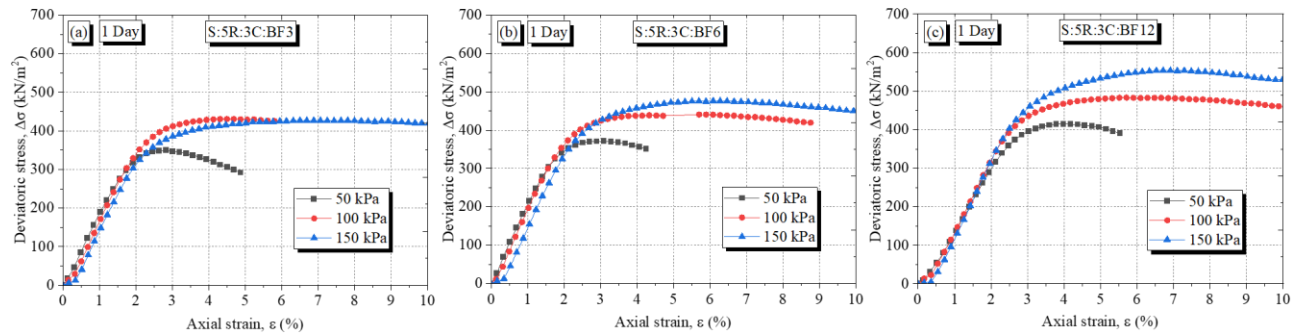 (a) 1 Day S:5R:3C:BF3
Deviatoric stress, Δσ (kN/m²)
700
600
500
400
300
200
100
0
50 kPa
100 kPa
150 kPa
0 1 2 3 4 5 6 7 8 9 10
Axial strain, ε (%)
(b) 1 Day S:5R:3C:BF6
Deviatoric stress, Δσ (kN/m²)
700
600
500
400
300
200
100
0
50 kPa
100 kPa
150 kPa
0 1 2 3 4 5 6 7 8 9 10
Axial strain, ε (%)
(c) 1 Day S:5R:3C:BF12
Deviatoric stress, Δσ (kN/m²)
700
600
500
400
300
200
100
0
50 kPa
100 kPa
150 kPa
0 1 2 3 4 5 6 7 8 9 10
Axial strain, ε (%)